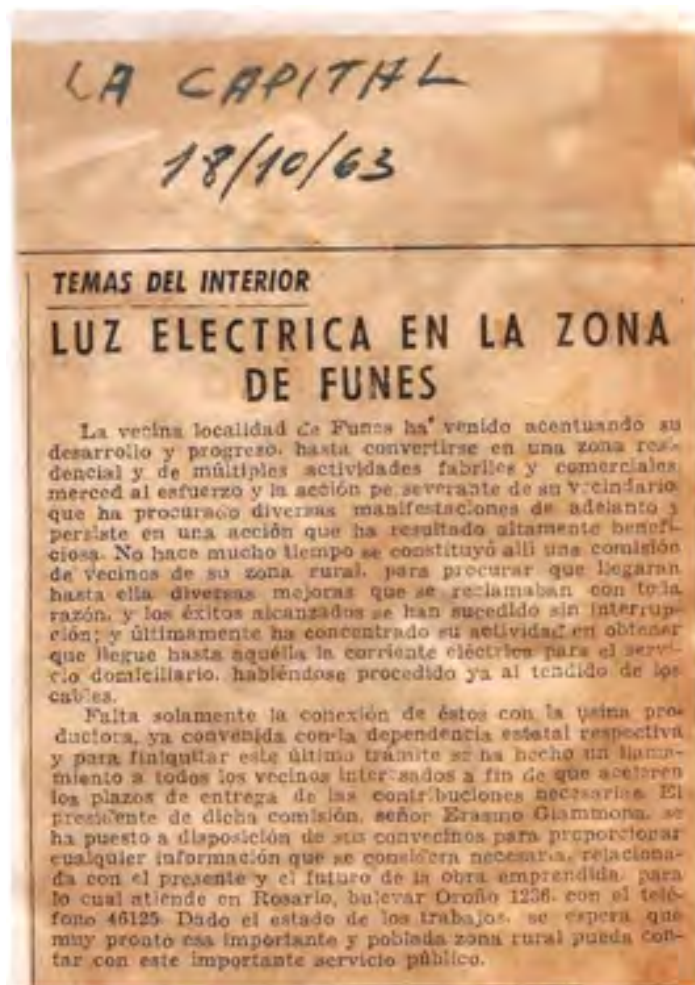 LA CAPITAL
18/10/63
TEMAS DEL INTERIOR
LUZ ELECTRICA EN LA ZONA
DE FUNES
La vecina localidad de Funes ha venido acentuando su
desarrollo y progreso, hasta convertirse en una zona resi-
dencial y de múltiples actividades fabriles y comerciales,
merced al esfuerzo y la acción perseverante de su vecindario,
que ha procurado diversas manifestaciones de adelanto y
persiste en una acción que ha resultado altamente benefi-
ciosa. No hace mucho tiempo se constituyó allí una comisión
de vecinos de su zona rural, para procurar que llegaran
hasta ella diversas mejoras que se reclamaban con toda
razón, y los éxitos alcanzados se han sucedido sin interrup-
ción; y últimamente ha concentrado su actividad en obtener
que llegue hasta aquélla la corriente eléctrica para el servi-
cio domiciliario, habiéndose procedido ya al tendido de los
cables.
Falta solamente la conexión de éstos con la usina pro-
ductora, ya convenida con la dependencia estatal respectiva
y para finiquitar este último trámite se ha hecho un llama-
miento a todos los vecinos interesados a fin de que aceleren
los plazos de entrega de las contribuciones necesarias. El
presidente de dicha comisión, señor Erasmo Giammona, se
ha puesto a disposición de sus convecinos para proporcionar
cualquier información que se considera necesaria, relaciona-
da con el presente y el futuro de la obra emprendida, para
lo cual atiende en Rosario, bulevar Oroño 1236, con el telé-
fono 46125. Dado el estado de los trabajos, se espera que
muy pronto esa importante y poblada zona rural pueda con-
tar con este importante servicio público.